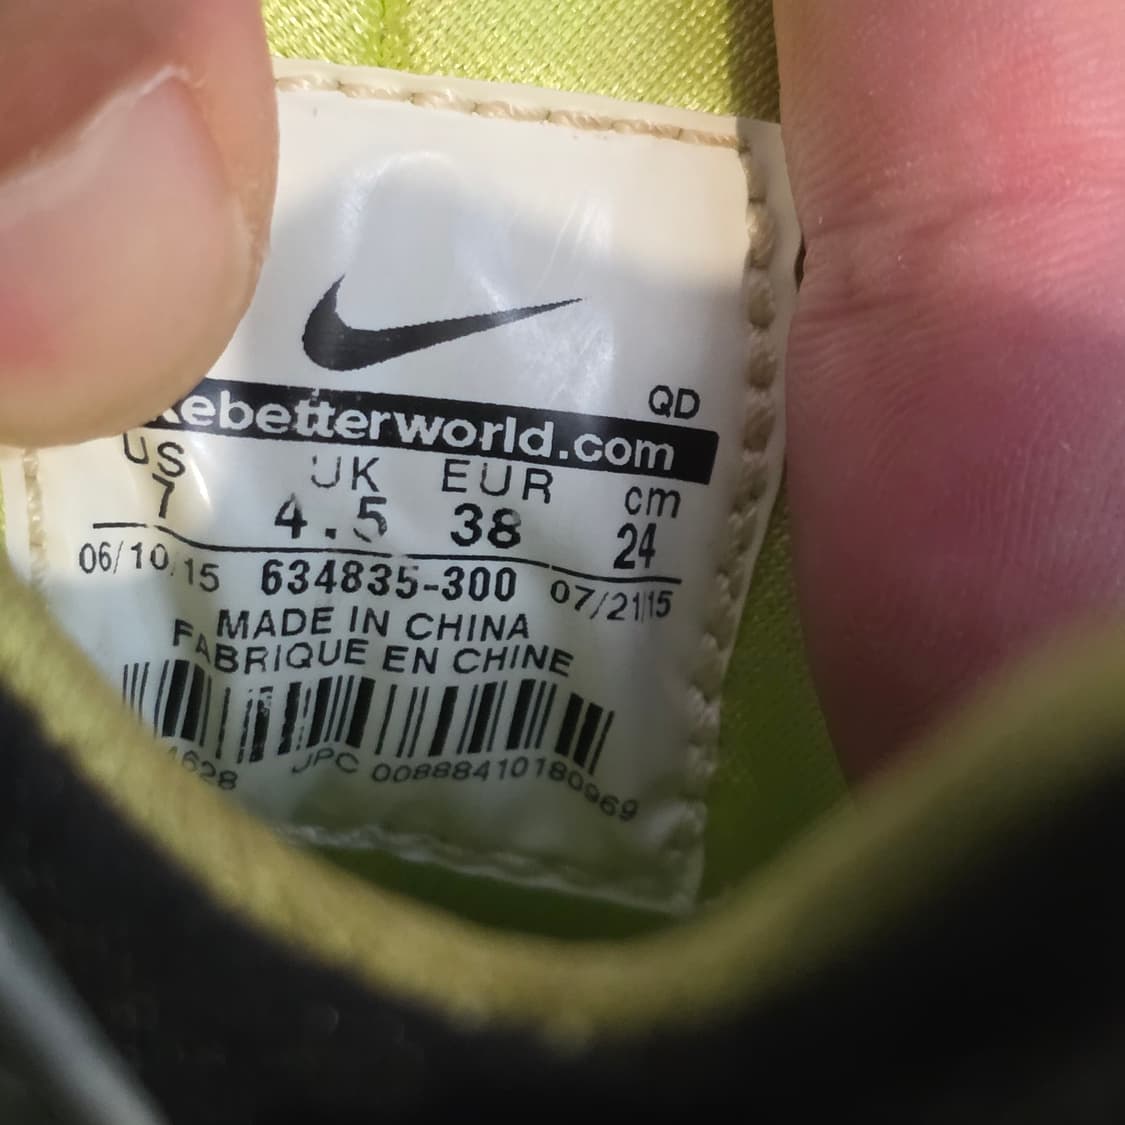 QD
ebetterworld.com
US UK EUR cm
7 4.5 38 24
06/10/15 634835-300 07/21/15
MADE IN CHINA
FABRIQUE EN CHINE
UPC 00888410180969